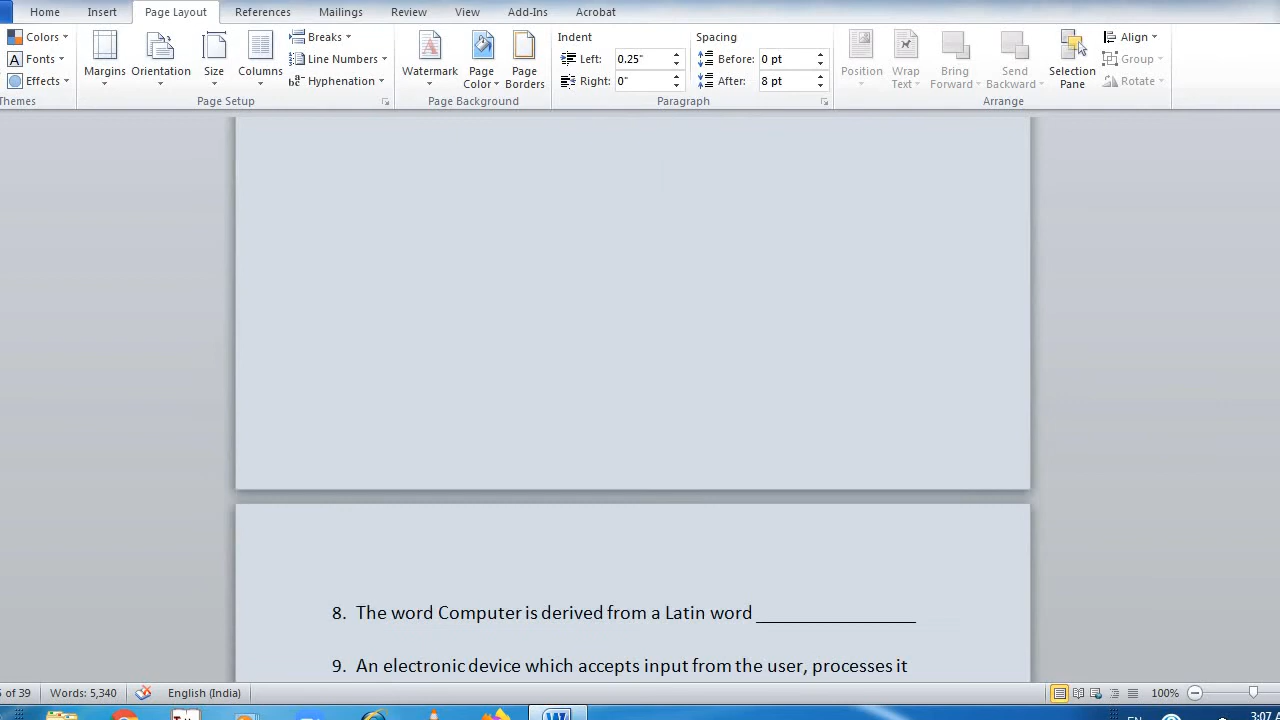 Home Insert Page Layout References Mailings Review View Add-Ins Acrobat
Colors Breaks Indent Spacing Align
Fonts Line Numbers Left: 0.25" Before: 0 pt Group
Margins Orientation Size Columns Watermark Page Color Page Borders Position Wrap Text Bring Forward Send Backward Selection Pane
Effects Hyphenation Right: 0" After: 8 pt Rotate
Themes Page Setup Page Background Paragraph Arrange
8. The word Computer is derived from a Latin word ________________
9. An electronic device which accepts input from the user, processes it
of 39 Words: 5,340 English (India) 100%
EN 3:07